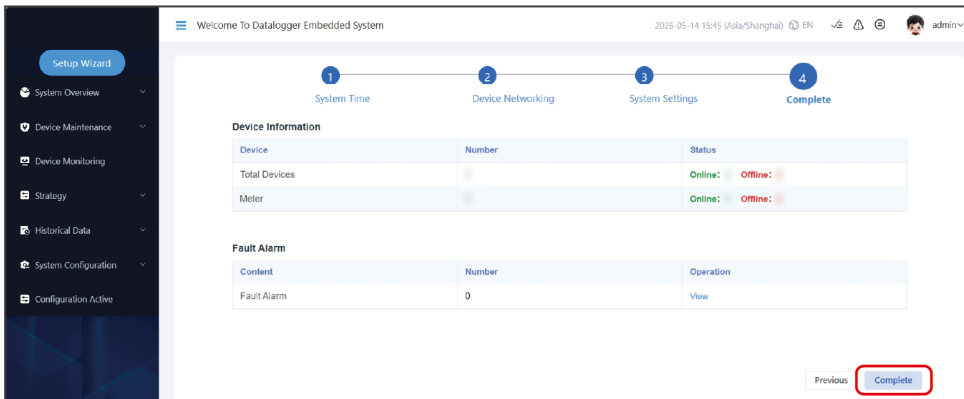 Welcome To Datalogger Embedded System
2026-05-14 15:45 (Asia/Shanghai) EN admin
Setup Wizard
System Overview
Device Maintenance
Device Monitoring
Strategy
Historical Data
System Configuration
Configuration Active
1 2 3 4
System Time Device Networking System Settings Complete
Device Information
Device Number Status
Total Devices Online: Offline:
Meter Online: Offline:
Fault Alarm
Content Number Operation
Fault Alarm 0 View
Previous Complete